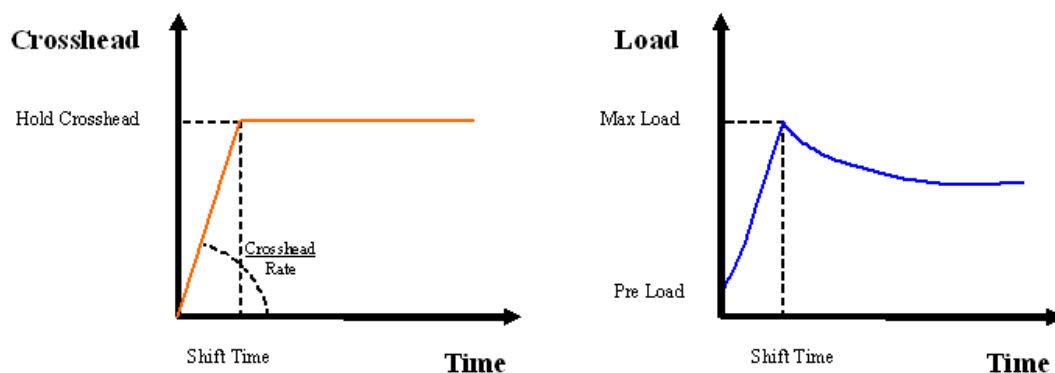 Crosshead
Hold Crosshead
Crosshead
Rate
Shift Time
Time
Load
Max Load
Pre Load
Shift Time
Time